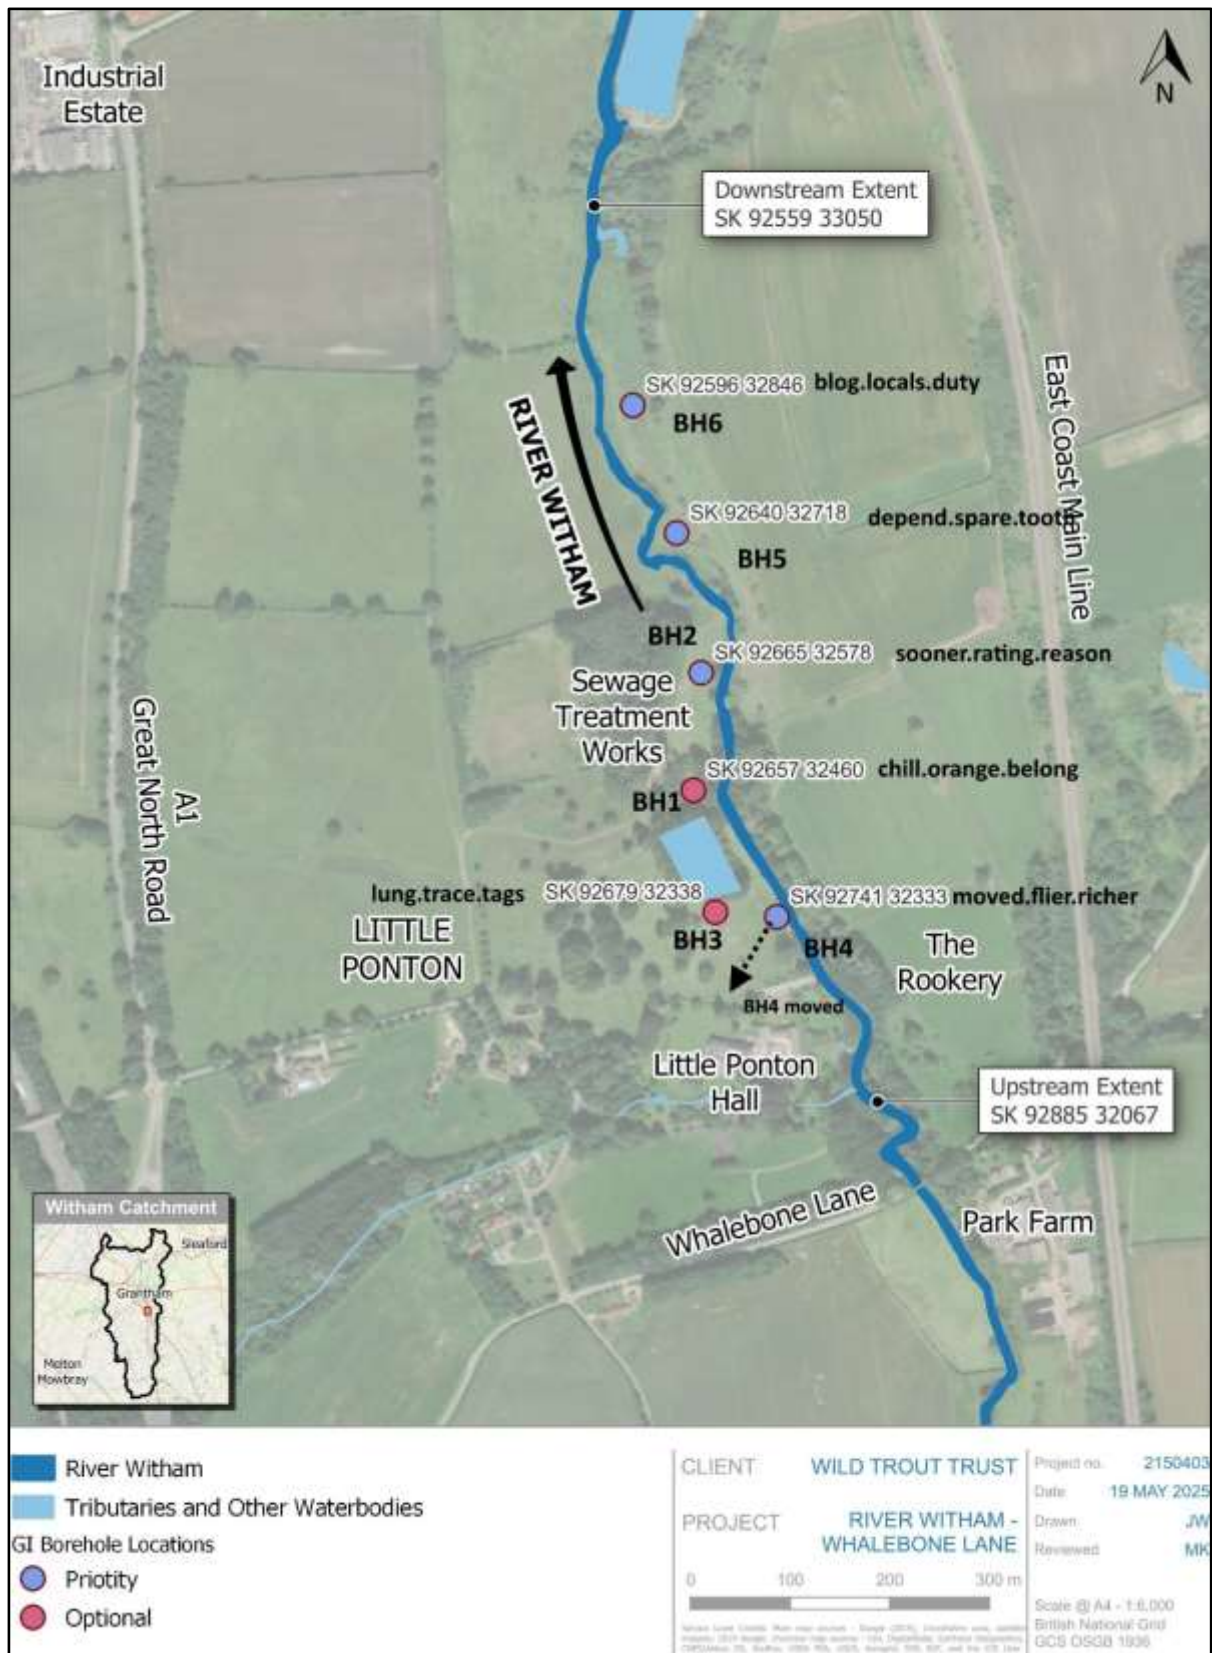 Industrial
Estate
N
Downstream Extent
SK 92559 33050
SK 92596 32846 blog.locals.duty
BH6
East Coast Main Line
RIVER WITHAM
SK 92640 32718 depend.spare.tooth
BH5
BH2
SK 92665 32578 sooner.rating.reason
Sewage
Treatment
Works
Great North Road
A1
SK 92657 32460 chill.orange.belong
BH1
lung.trace.tags SK 92679 32338
SK 92741 32333 moved.flier.richer
LITTLE
PONTON
BH3
BH4
The
Rookery
BH4 moved
Little Ponton
Hall
Upstream Extent
SK 92885 32067
Whalebone Lane
Park Farm
Witham Catchment
Sleaford
Grantham
Melton
Mowbray
River Witham
Tributaries and Other Waterbodies
GI Borehole Locations
Priotity
Optional
CLIENT WILD TROUT TRUST
PROJECT RIVER WITHAM -
WHALEBONE LANE
0 100 200 300 m
Project no. 2150403
Date 19 MAY 2025
Drawn JW
Reviewed MK
Scale @ A4 - 1:6,000
British National Grid
GCS OSGB 1936